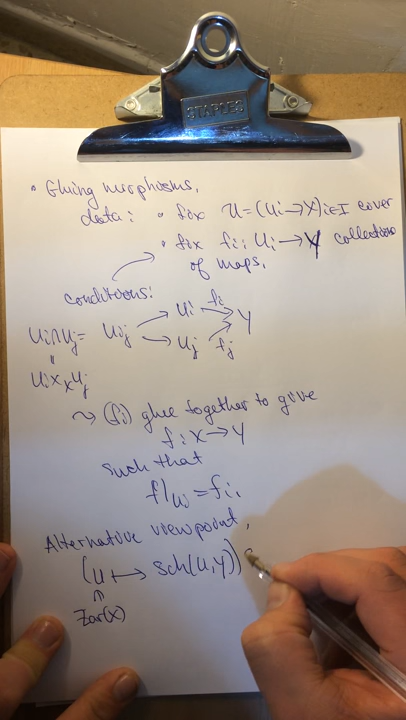 STAPLES
• Gluing morphisms,
data: • fix 𝒰 = (Ui → X)i∈I cover
• fix fi: Ui → Y collection
of maps.
conditions:
Ui fi
Ui∩Uj = Uij Y
Uj fj
"
Ui ×x Uj
⇝ (fi) glue together to give
f: X → Y
such that
f|Ui = fi.
Alternative viewpoint,
(U ↦ Sch(U,Y))
Zar(X)